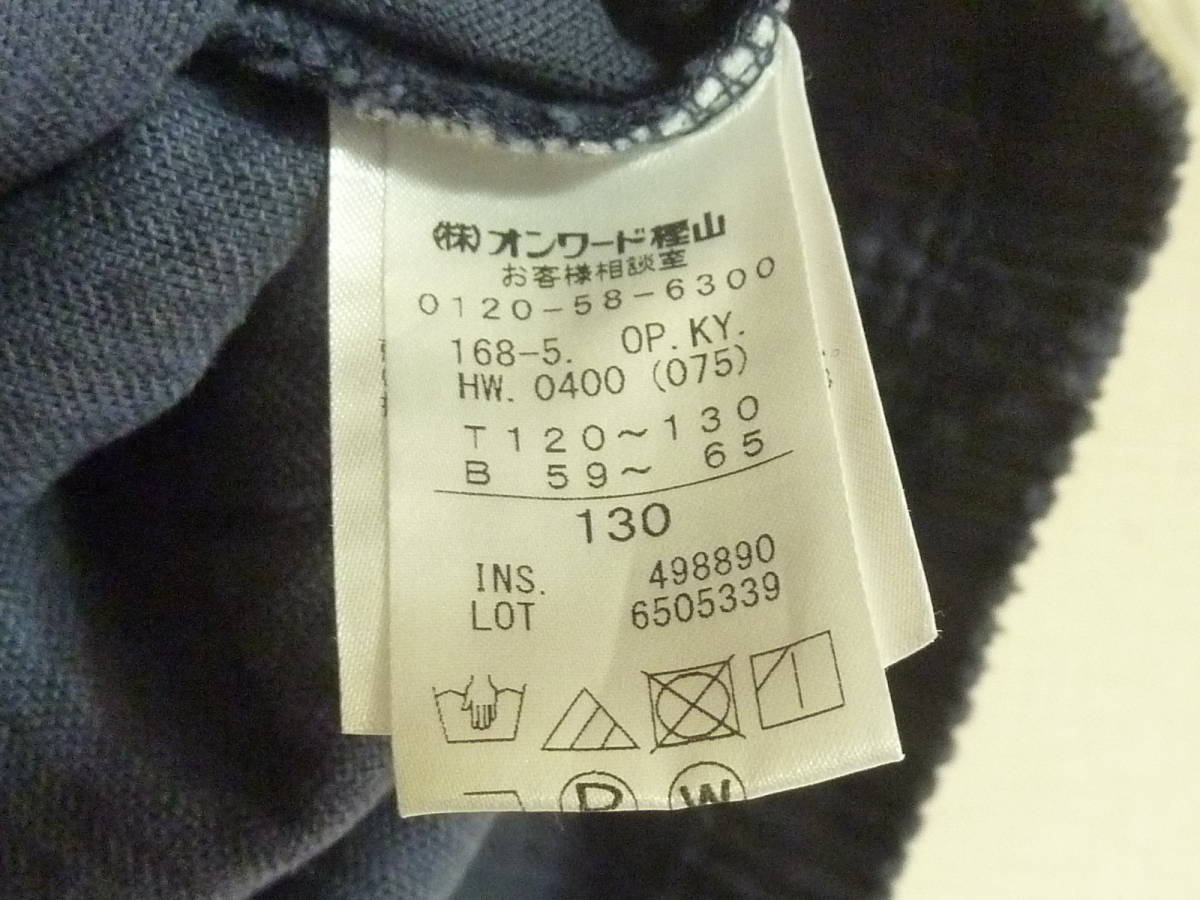 (株)オンワード樫山
お客様相談室
0120-58-6300
168-5. OP.KY.
HW. 0400 (075)
T 120～130
B 59～ 65
130
INS. 498890
LOT 6505339
P W